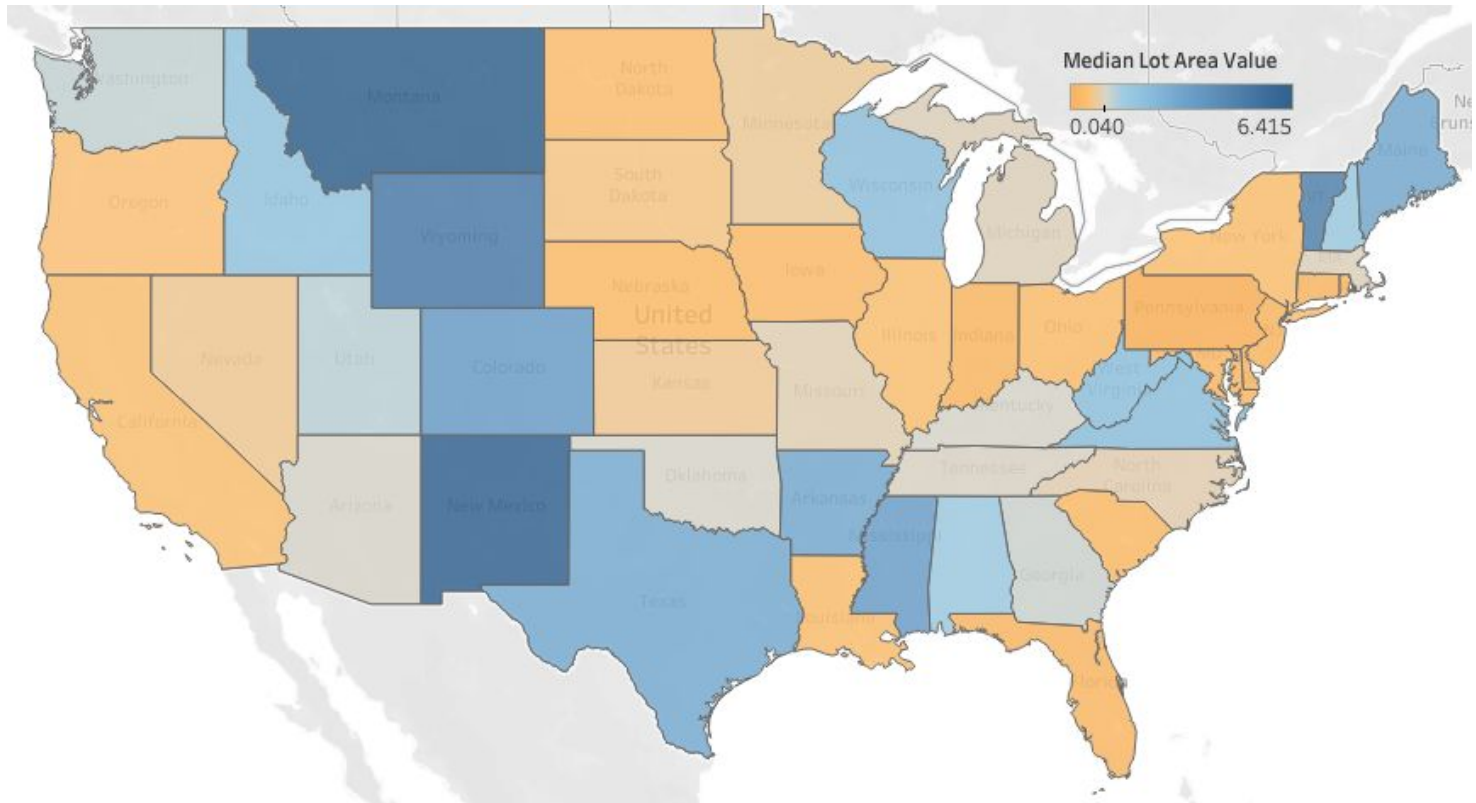 Median Lot Area Value
0.040
6.415
Washington
Montana
North
Dakota
Minnesota
Oregon
Idaho
Wyoming
South
Dakota
Wisconsin
Michigan
New York
Maine
Nevada
Utah
Colorado
Nebraska
United
States
Iowa
Illinois
Indiana
Ohio
Pennsylvania
California
Kansas
Missouri
West
Virginia
Kentucky
Arizona
New Mexico
Oklahoma
Arkansas
Tennessee
North
Carolina
Texas
Mississippi
Louisiana
Georgia
Florida